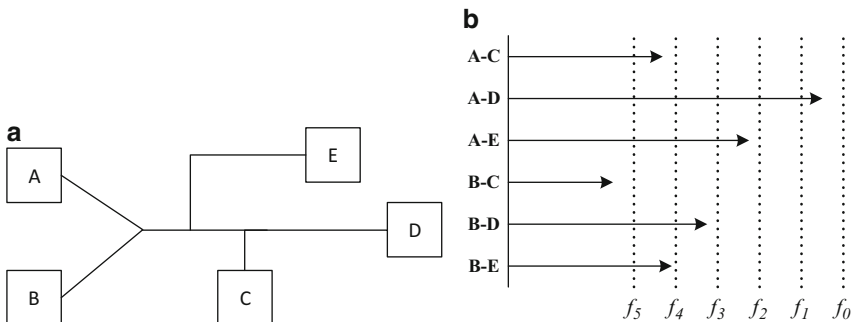 a
A
B
E
D
C
b
A-C
A-D
A-E
B-C
B-D
B-E
f5 f4 f3 f2 f1 f0